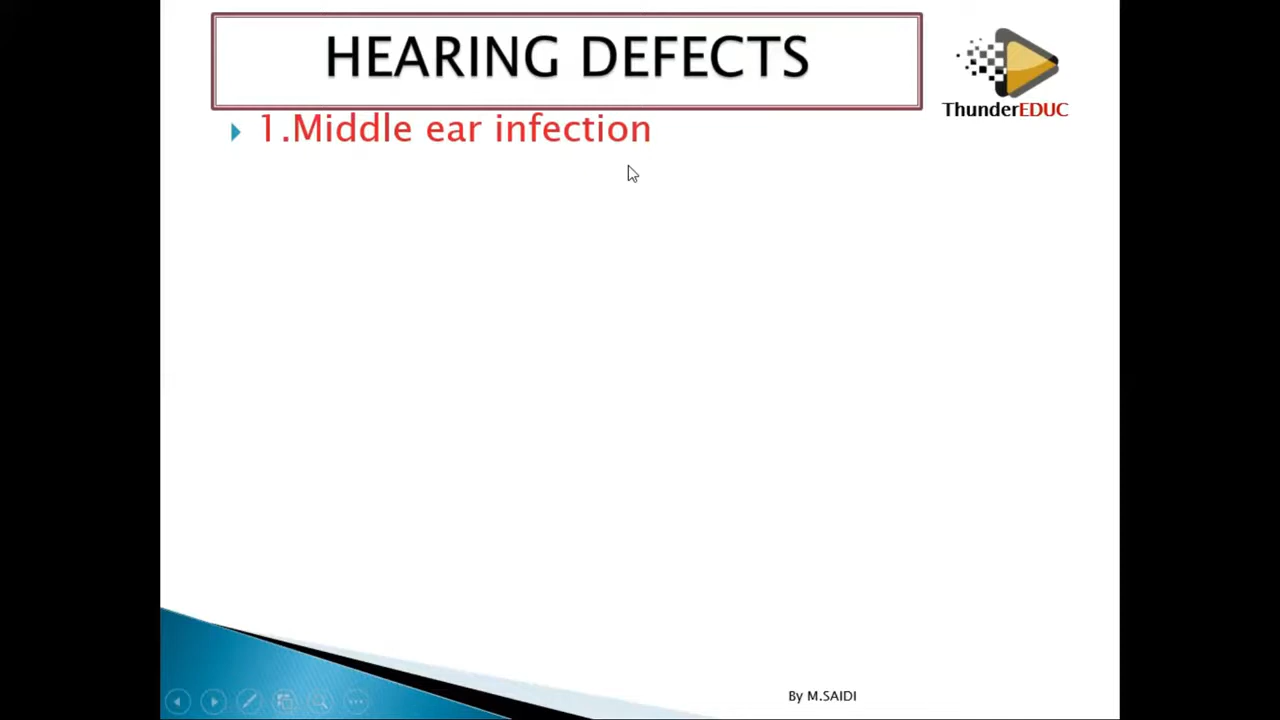 HEARING DEFECTS
ThunderEDUC
1.Middle ear infection
By M.SAIDI